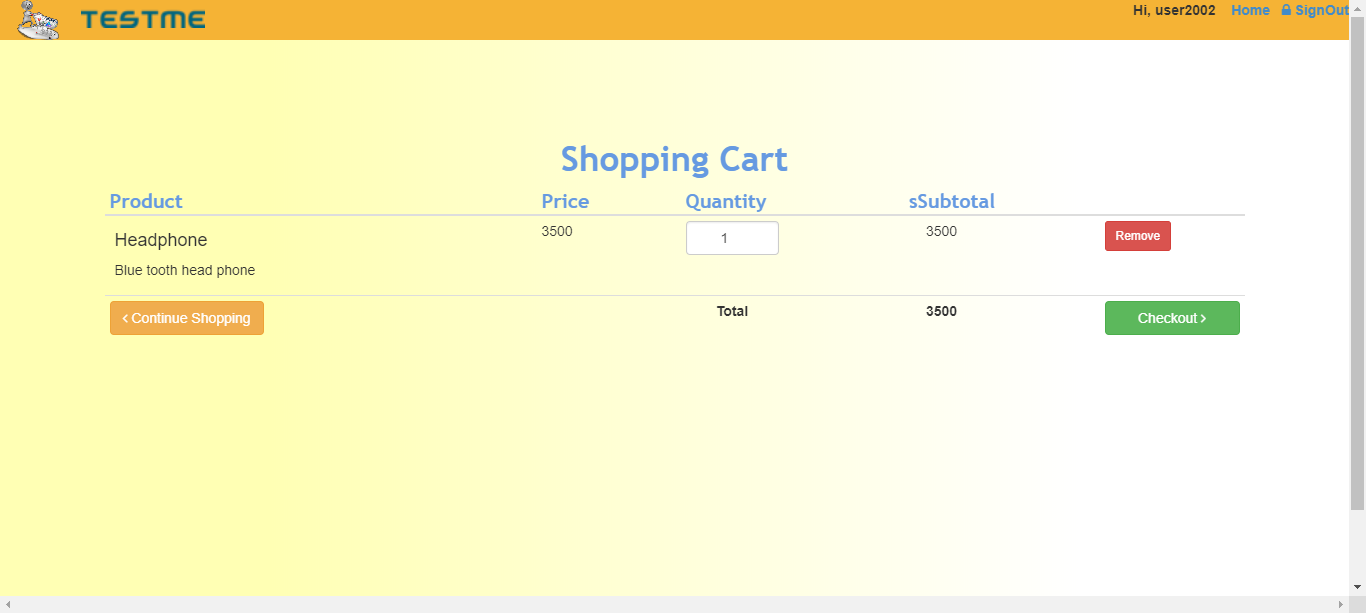 TESTME
Hi, user2002 Home SignOut
Shopping Cart
Product Price Quantity sSubtotal
Headphone 3500 1 3500 Remove
Blue tooth head phone
< Continue Shopping Total 3500 Checkout >